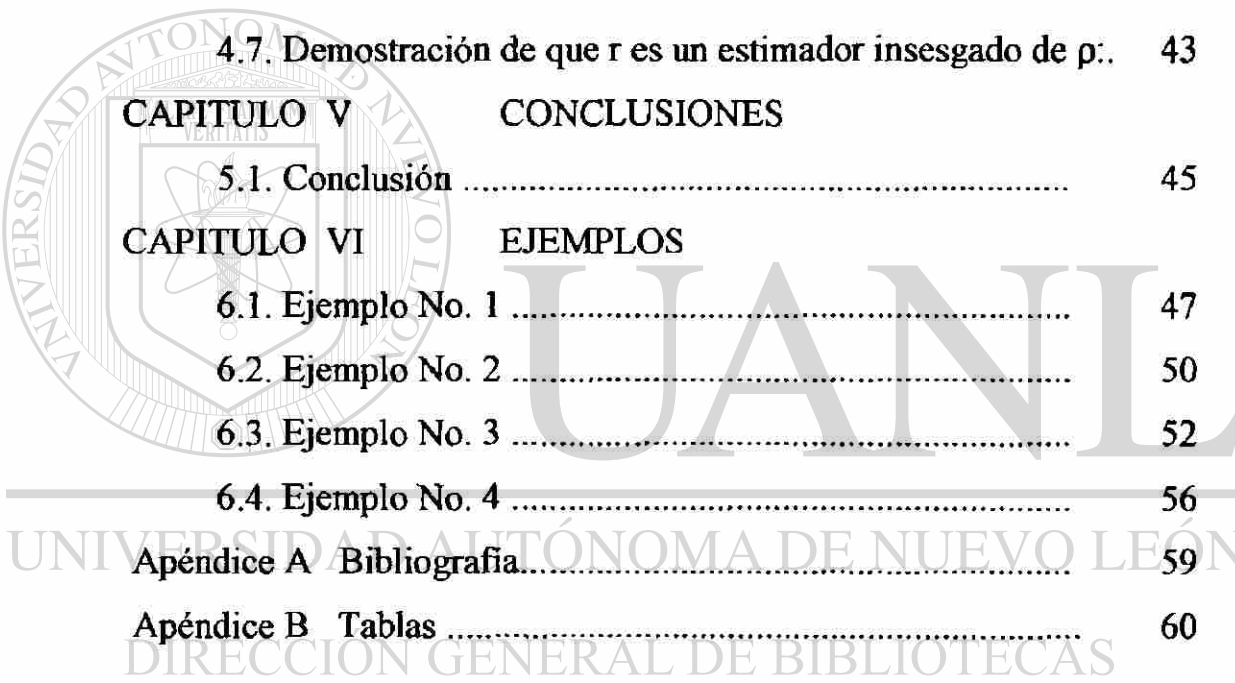 4.7. Demostración de que r es un estimador insesgado de ρ:. 43
CAPITULO V CONCLUSIONES
5.1. Conclusión ................................................................ 45
CAPITULO VI EJEMPLOS
6.1. Ejemplo No. 1 ........................................................... 47
6.2. Ejemplo No. 2 ........................................................... 50
6.3. Ejemplo No. 3 ........................................................... 52
6.4. Ejemplo No. 4 ........................................................... 56
Apéndice A Bibliografia.......................................................... 59
Apéndice B Tablas .................................................................. 60
UANL
UNIVERSIDAD AUTÓNOMA DE NUEVO LEÓN
DIRECCIÓN GENERAL DE BIBLIOTECAS
VERITATIS